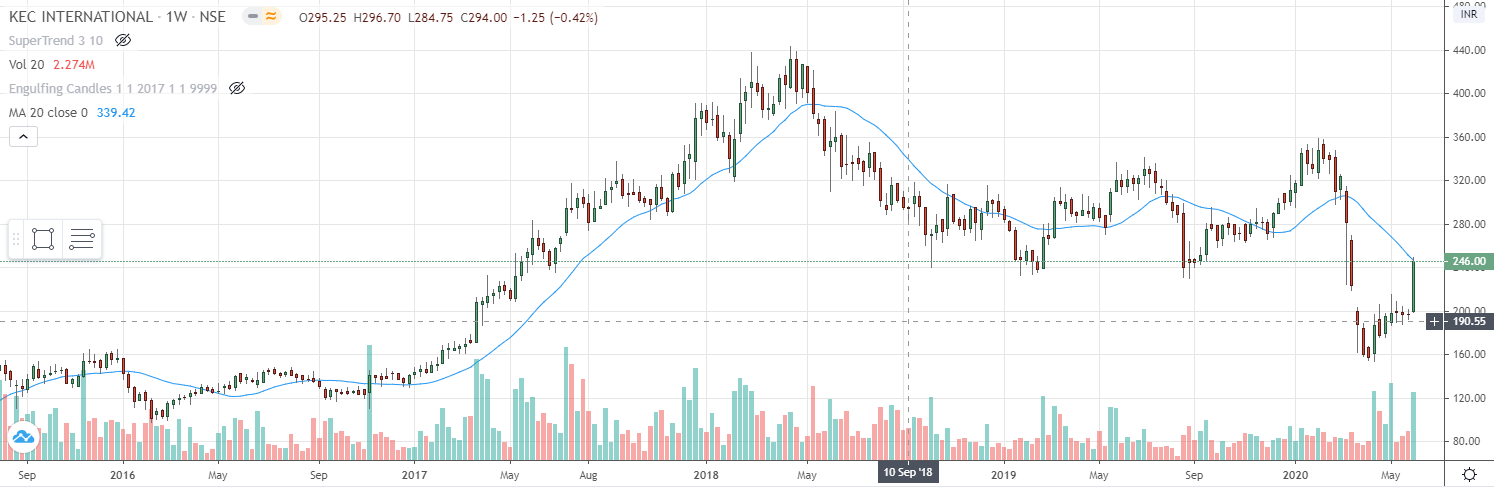 KEC INTERNATIONAL · 1W · NSE O295.25 H296.70 L284.75 C294.00 −1.25 (−0.42%)
SuperTrend 3 10
Vol 20 2.274M
Engulfing Candles 1 1 2017 1 1 9999
MA 20 close 0 339.42
INR
480.00
440.00
400.00
360.00
320.00
280.00
246.00
240.00
200.00
190.55
160.00
120.00
80.00
Sep 2016 May Sep 2017 May Aug 2018 May 10 Sep '18 2019 May Sep 2020 May